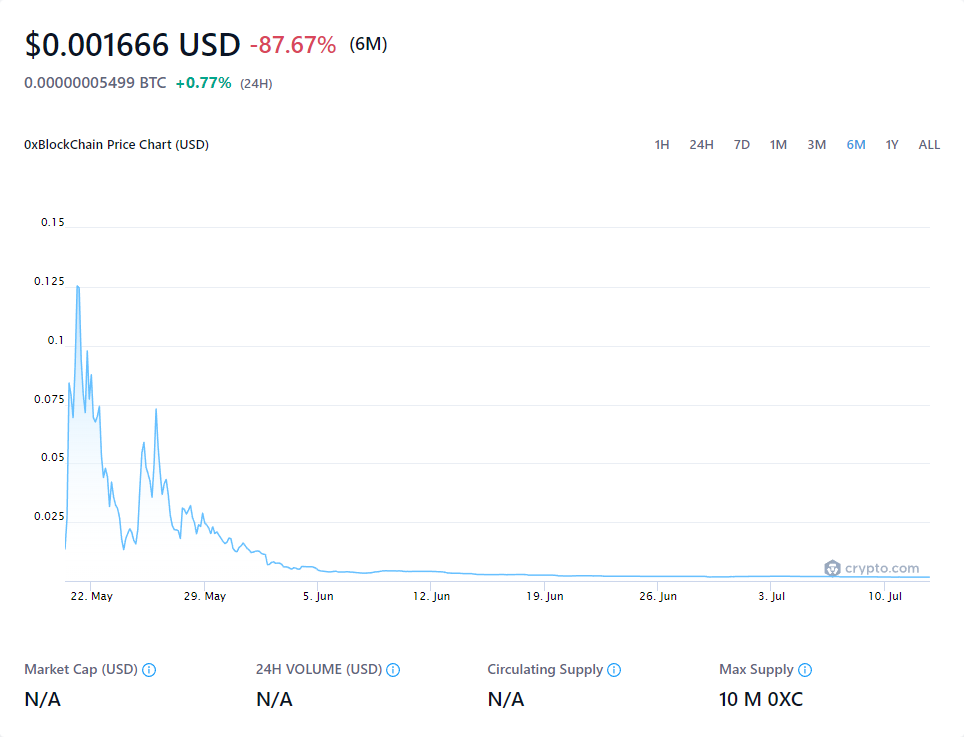 $0.001666 USD -87.67% (6M)
0.00000005499 BTC +0.77% (24H)
0xBlockChain Price Chart (USD) 1H 24H 7D 1M 3M 6M 1Y ALL
0.15
0.125
0.1
0.075
0.05
0.025
crypto.com
22. May 29. May 5. Jun 12. Jun 19. Jun 26. Jun 3. Jul 10. Jul
Market Cap (USD) 24H VOLUME (USD) Circulating Supply Max Supply
N/A N/A N/A 10 M 0XC